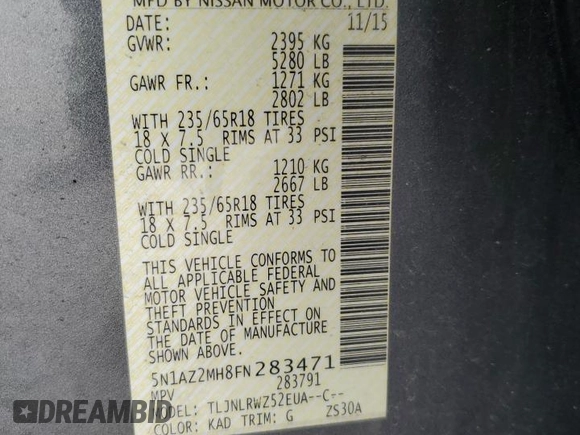 MFD BY NISSAN MOTOR CO., LTD.
DATE: 11/15
GVWR: 2395 KG
5280 LB
GAWR FR.: 1271 KG
2802 LB
WITH 235/65R18 TIRES
18 X 7.5 RIMS AT 33 PSI
COLD SINGLE
GAWR RR.: 1210 KG
2667 LB
WITH 235/65R18 TIRES
18 X 7.5 RIMS AT 33 PSI
COLD SINGLE
THIS VEHICLE CONFORMS TO
ALL APPLICABLE FEDERAL
MOTOR VEHICLE SAFETY AND
THEFT PREVENTION
STANDARDS IN EFFECT ON
THE DATE OF MANUFACTURE
SHOWN ABOVE.
5N1AZ2MH8FN283471
MPV 283791
MODEL: TLJNLRWZ52EUA--C--
COLOR: KAD TRIM: G ZS30A
DIDIT.CARS